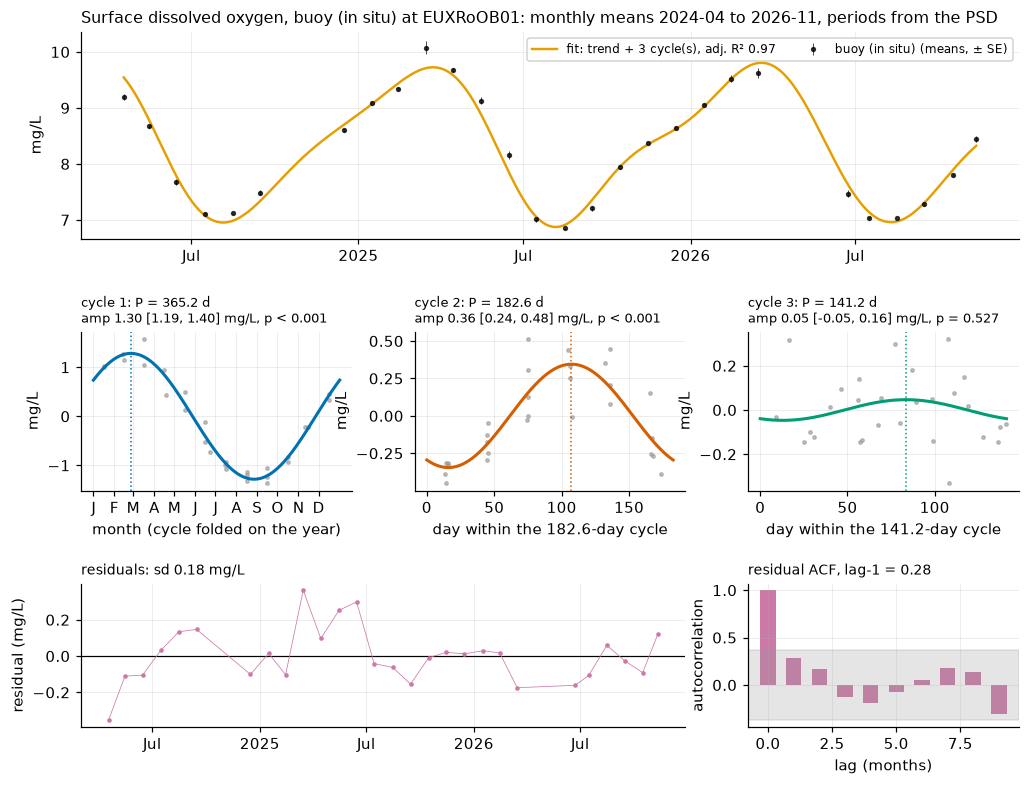 Surface dissolved oxygen, buoy (in situ) at EUXRoOB01: monthly means 2024-04 to 2026-11, periods from the PSD
fit: trend + 3 cycle(s), adj. R² 0.97
buoy (in situ) (means, ± SE)
mg/L
10
9
8
7
Jul
2025
Jul
2026
Jul
cycle 1: P = 365.2 d
amp 1.30 [1.19, 1.40] mg/L, p < 0.001
mg/L
1
0
−1
J F M A M J J A S O N D
month (cycle folded on the year)
cycle 2: P = 182.6 d
amp 0.36 [0.24, 0.48] mg/L, p < 0.001
mg/L
0.50
0.25
0.00
−0.25
0 50 100 150
day within the 182.6-day cycle
cycle 3: P = 141.2 d
amp 0.05 [-0.05, 0.16] mg/L, p = 0.527
mg/L
0.2
0.0
−0.2
0 50 100
day within the 141.2-day cycle
residuals: sd 0.18 mg/L
residual (mg/L)
0.2
0.0
−0.2
Jul
2025
Jul
2026
Jul
residual ACF, lag-1 = 0.28
autocorrelation
1.0
0.5
0.0
0.0 2.5 5.0 7.5
lag (months)